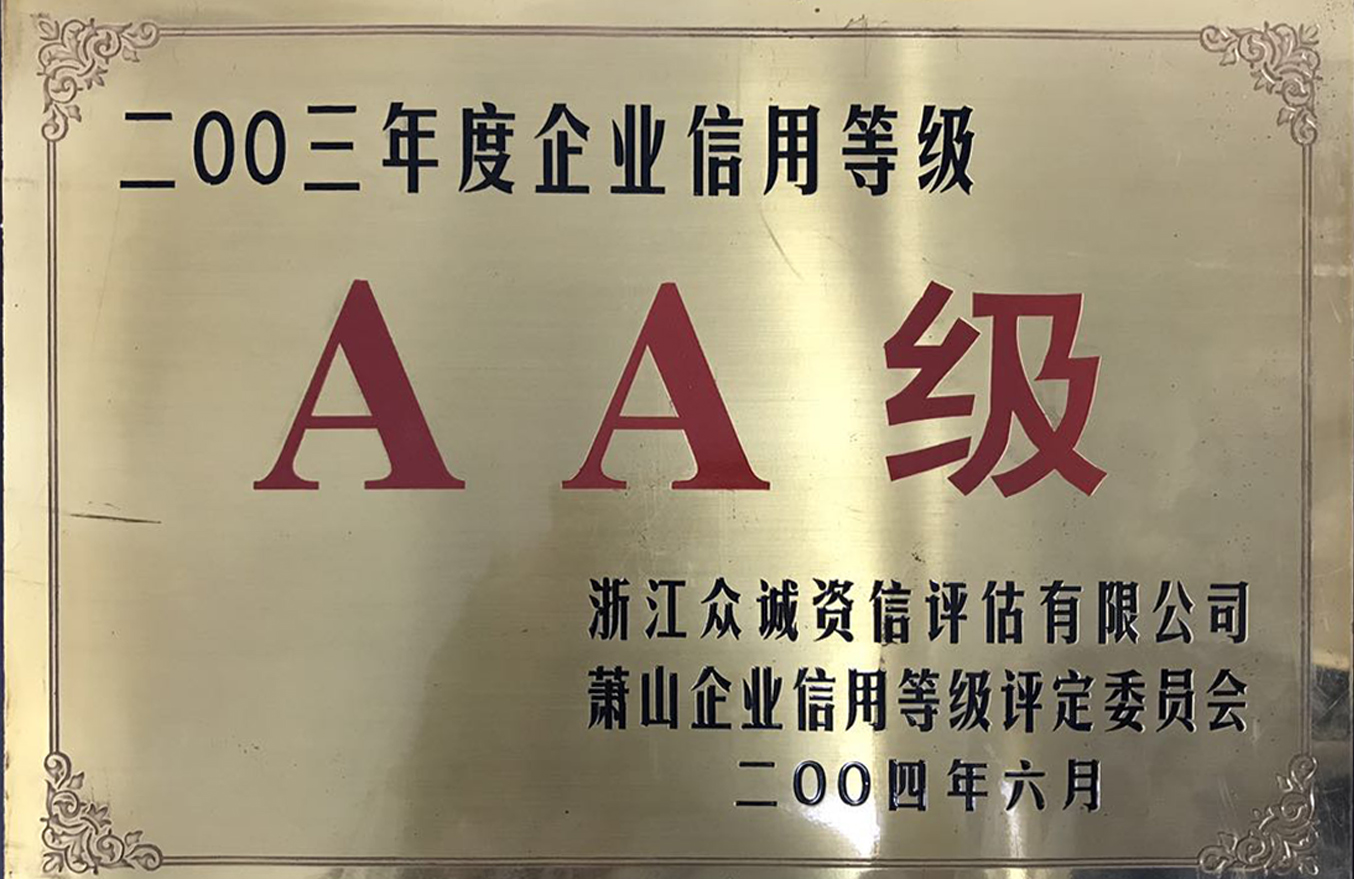 二00三年度企业信用等级
AA级
浙江众诚资信评估有限公司
萧山企业信用等级评定委员会
二00四年六月